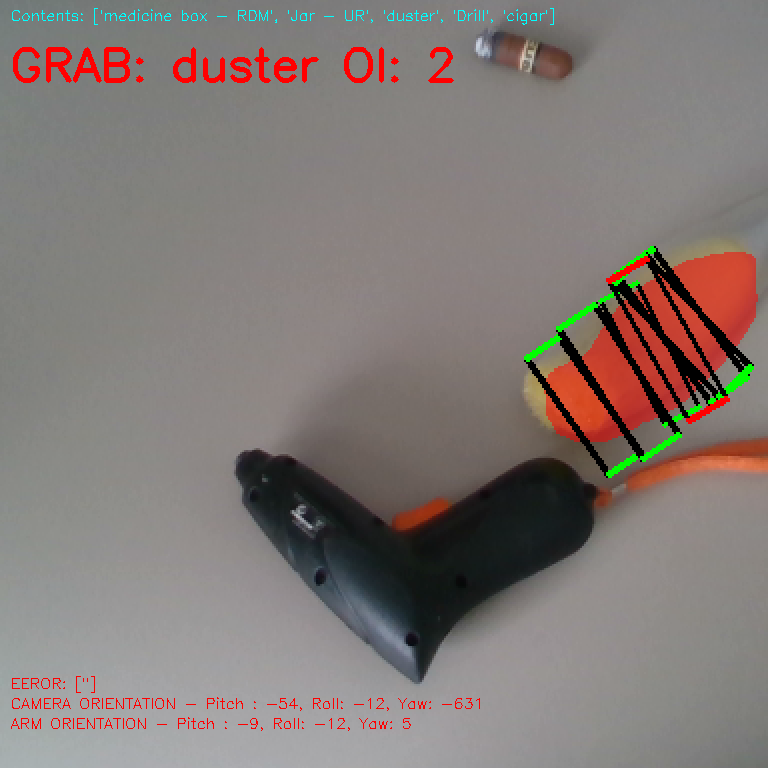 Contents: ['medicine box - RDM', 'Jar - UR', 'duster', 'Drill', 'cigar']
GRAB: duster OI: 2
EEROR: ['']
CAMERA ORIENTATION - Pitch : -54, Roll: -12, Yaw: -631
ARM ORIENTATION - Pitch : -9, Roll: -12, Yaw: 5